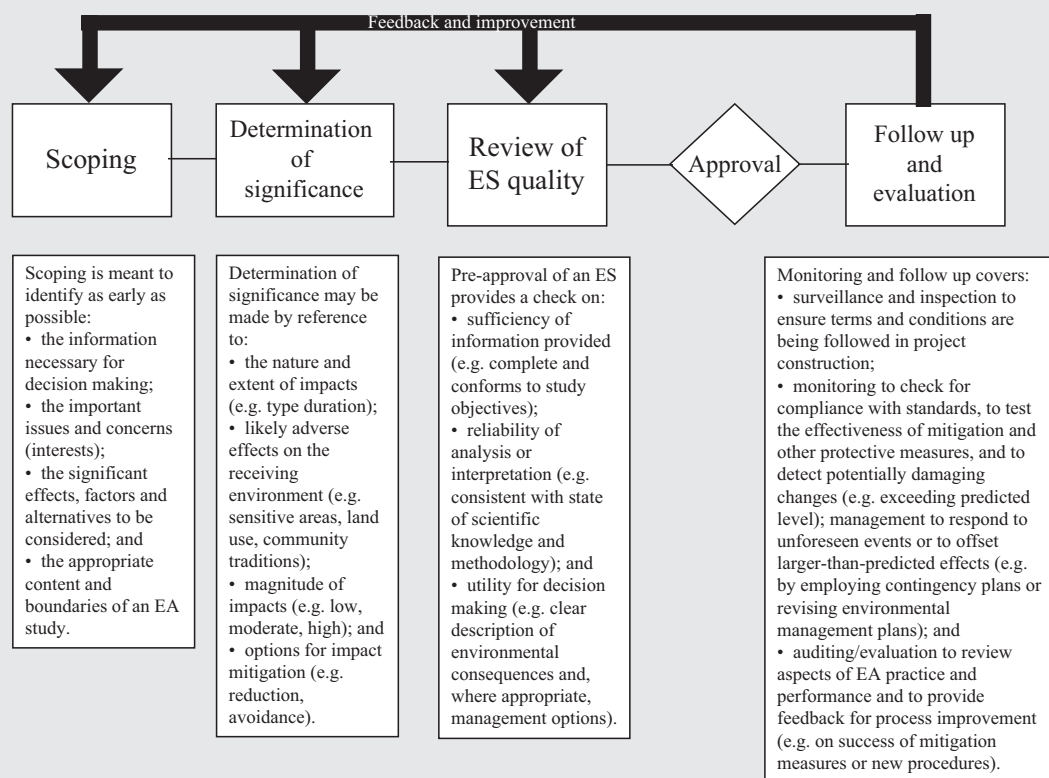 Feedback and improvement
Scoping
Determination
of
significance
Review of
ES quality
Approval
Follow up
and
evaluation
Scoping is meant to
identify as early as
possible:
• the information
necessary for
decision making;
• the important
issues and concerns
(interests);
• the significant
effects, factors and
alternatives to be
considered; and
• the appropriate
content and
boundaries of an EA
study.
Determination of
significance may be
made by reference
to:
• the nature and
extent of impacts
(e.g. type duration);
• likely adverse
effects on the
receiving
environment (e.g.
sensitive areas, land
use, community
traditions);
• magnitude of
impacts (e.g. low,
moderate, high); and
• options for impact
mitigation (e.g.
reduction,
avoidance).
Pre-approval of an ES
provides a check on:
• sufficiency of
information provided
(e.g. complete and
conforms to study
objectives);
• reliability of
analysis or
interpretation (e.g.
consistent with state
of scientific
knowledge and
methodology); and
• utility for decision
making (e.g. clear
description of
environmental
consequences and,
where appropriate,
management options).
Monitoring and follow up covers:
• surveillance and inspection to
ensure terms and conditions are
being followed in project
construction;
• monitoring to check for
compliance with standards, to test
the effectiveness of mitigation and
other protective measures, and to
detect potentially damaging
changes (e.g. exceeding predicted
level); management to respond to
unforeseen events or to offset
larger-than-predicted effects (e.g.
by employing contingency plans or
revising environmental
management plans); and
• auditing/evaluation to review
aspects of EA practice and
performance and to provide
feedback for process improvement
(e.g. on success of mitigation
measures or new procedures).